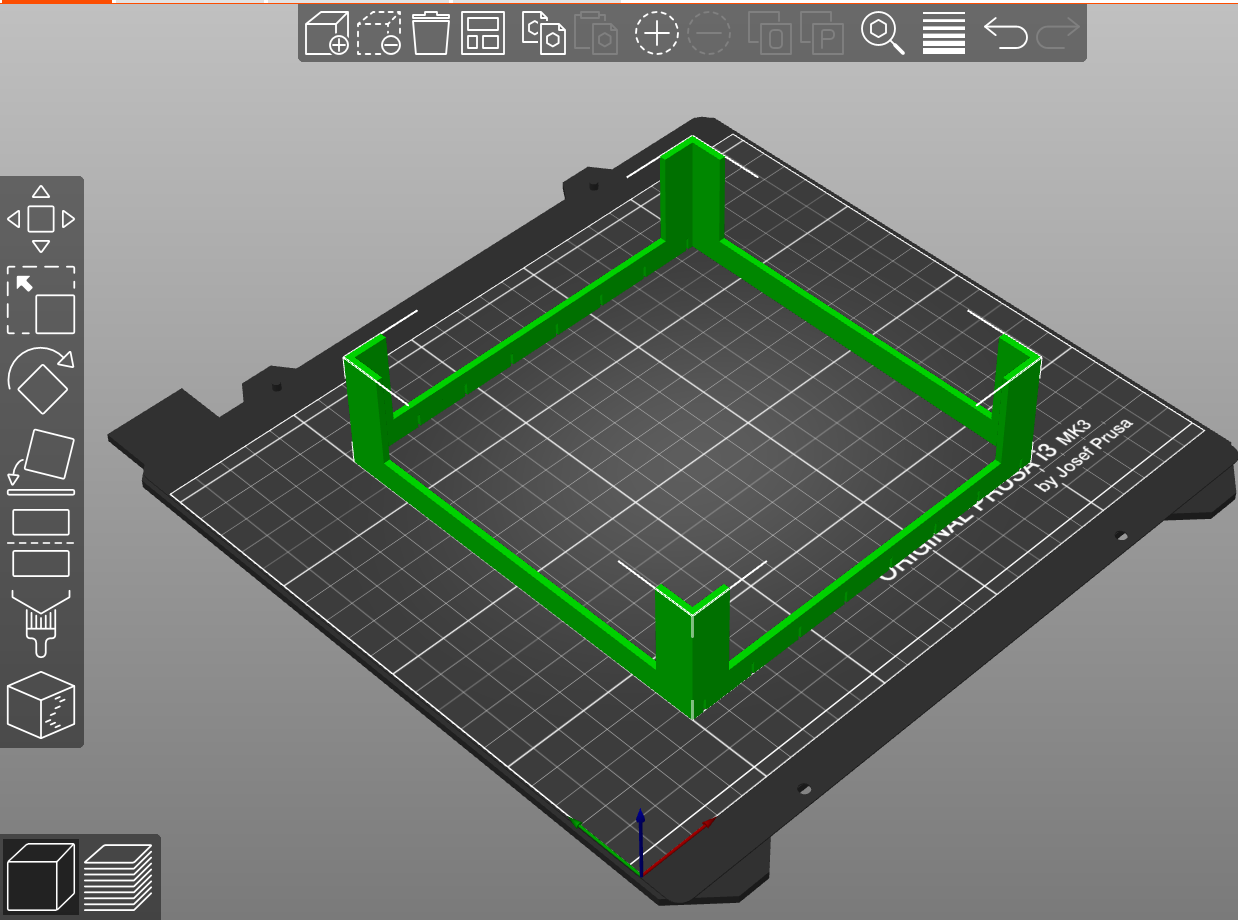 O
P
ORIGINAL PRUSA i3 MK3
by Josef Prusa